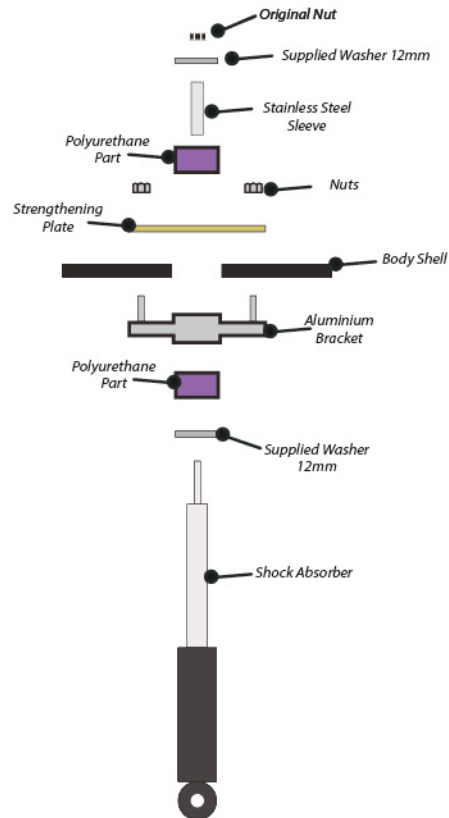 Original Nut
Supplied Washer 12mm
Stainless Steel
Sleeve
Polyurethane
Part
Nuts
Strengthening
Plate
Body Shell
Aluminium
Bracket
Polyurethane
Part
Supplied Washer
12mm
Shock Absorber